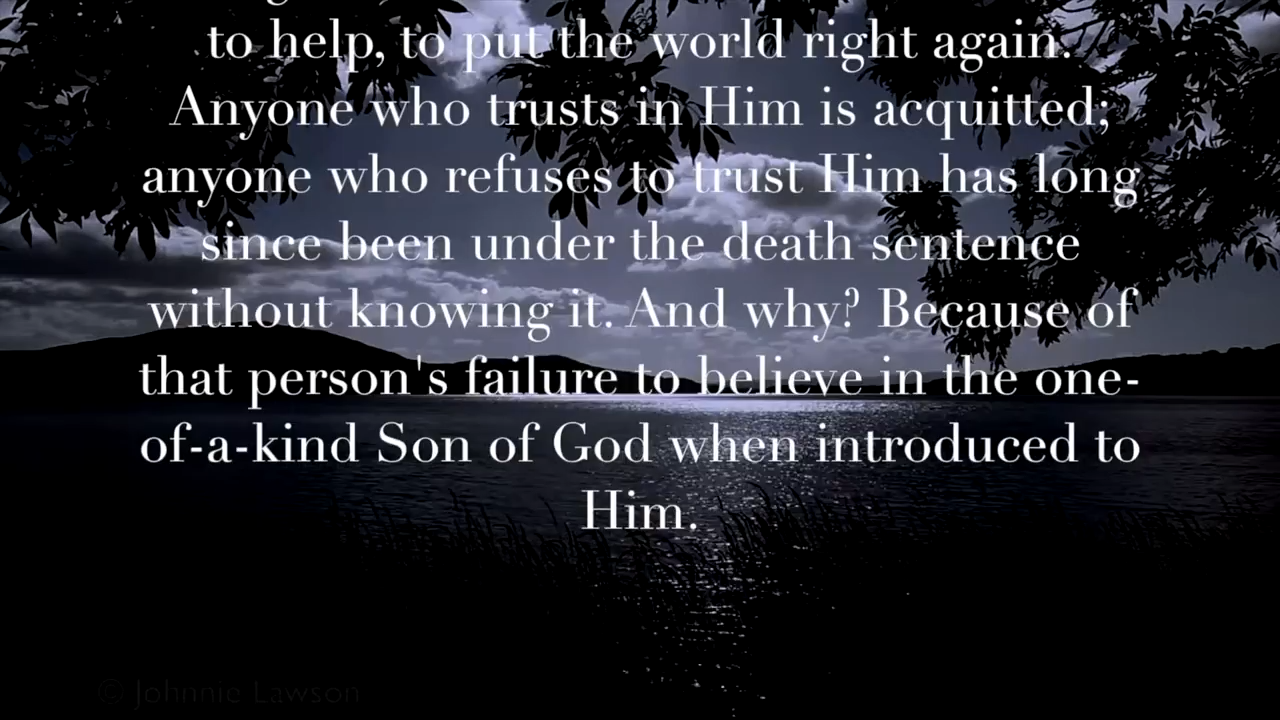 to help, to put the world right again.
Anyone who trusts in Him is acquitted;
anyone who refuses to trust Him has long
since been under the death sentence
without knowing it. And why? Because of
that person's failure to believe in the one-
of-a-kind Son of God when introduced to
Him.
© Johnnie Lawson